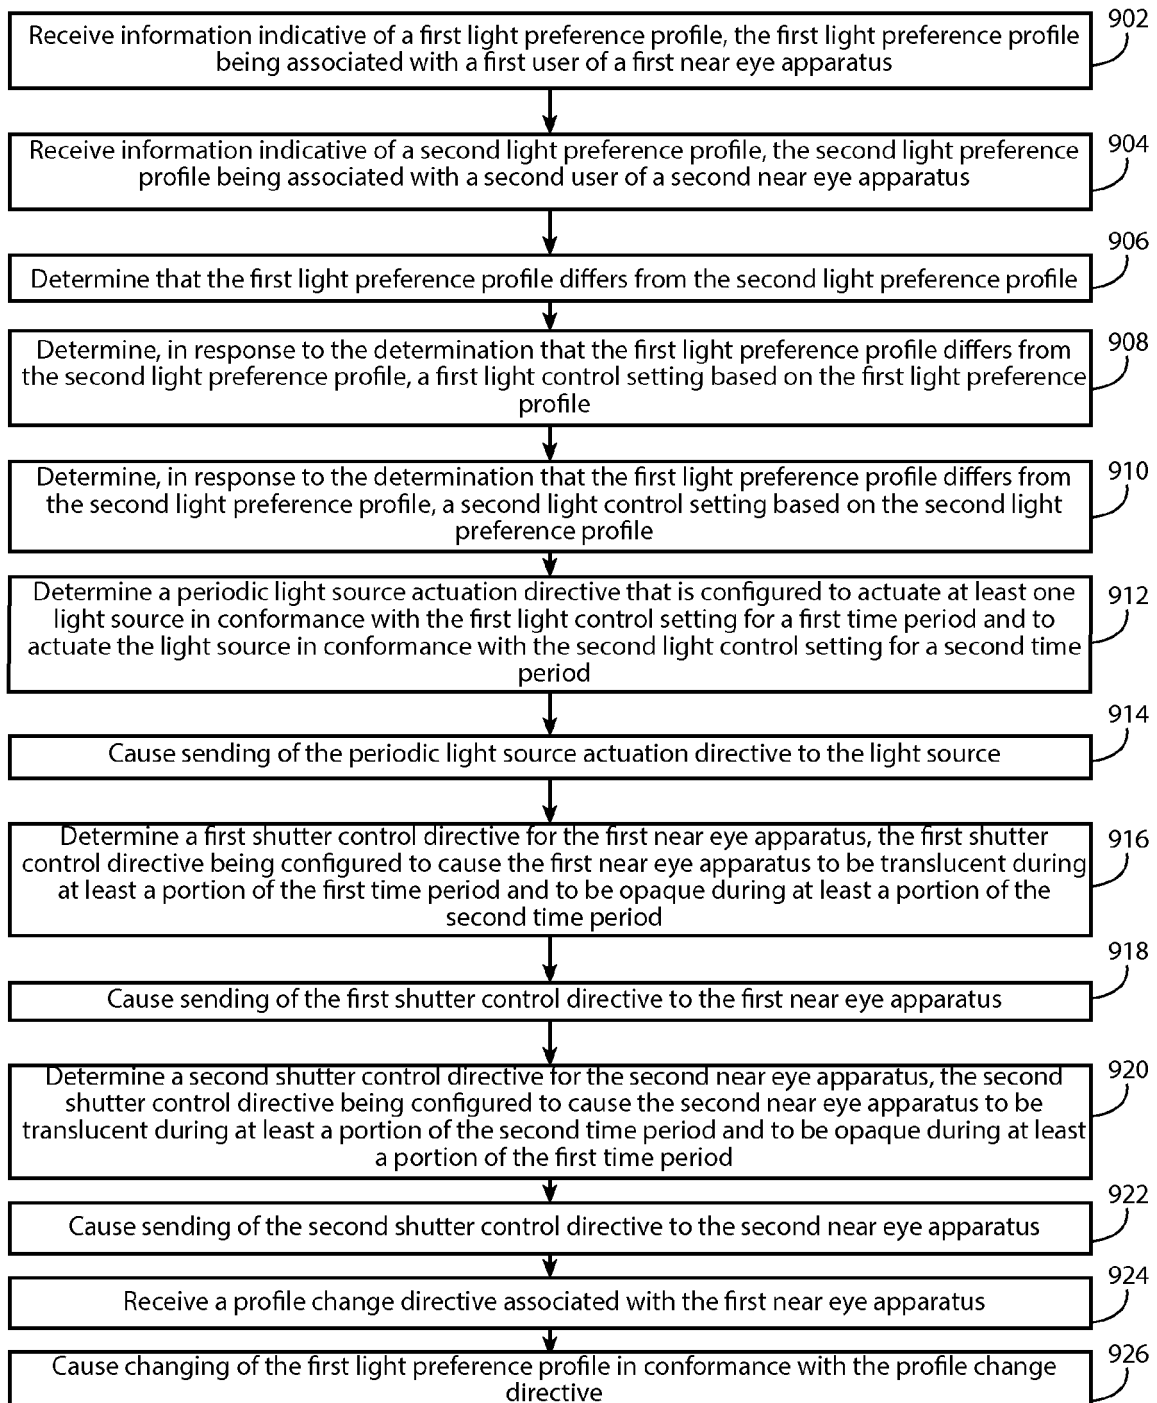 902
Receive information indicative of a first light preference profile, the first light preference profile
being associated with a first user of a first near eye apparatus
904
Receive information indicative of a second light preference profile, the second light preference
profile being associated with a second user of a second near eye apparatus
906
Determine that the first light preference profile differs from the second light preference profile
908
Determine, in response to the determination that the first light preference profile differs from
the second light preference profile, a first light control setting based on the first light preference
profile
910
Determine, in response to the determination that the first light preference profile differs from
the second light preference profile, a second light control setting based on the second light
preference profile
912
Determine a periodic light source actuation directive that is configured to actuate at least one
light source in conformance with the first light control setting for a first time period and to
actuate the light source in conformance with the second light control setting for a second time
period
914
Cause sending of the periodic light source actuation directive to the light source
916
Determine a first shutter control directive for the first near eye apparatus, the first shutter
control directive being configured to cause the first near eye apparatus to be translucent during
at least a portion of the first time period and to be opaque during at least a portion of the
second time period
918
Cause sending of the first shutter control directive to the first near eye apparatus
920
Determine a second shutter control directive for the second near eye apparatus, the second
shutter control directive being configured to cause the second near eye apparatus to be
translucent during at least a portion of the second time period and to be opaque during at least
a portion of the first time period
922
Cause sending of the second shutter control directive to the second near eye apparatus
924
Receive a profile change directive associated with the first near eye apparatus
926
Cause changing of the first light preference profile in conformance with the profile change
directive